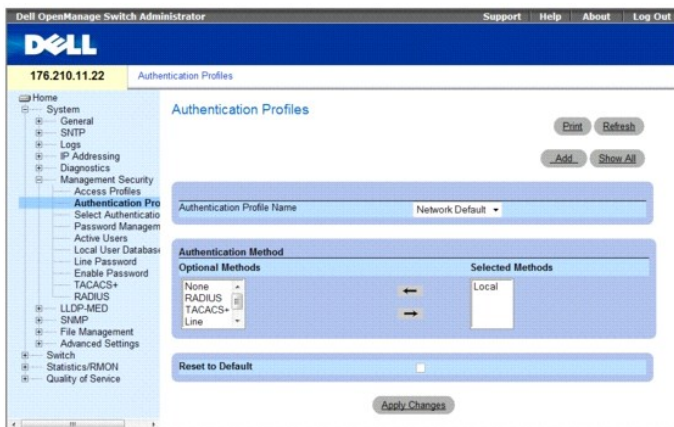 Dell OpenManage Switch Administrator
Support Help About Log Out
DELL
176.210.11.22
Authentication Profiles
Home
System
General
SNTP
Logs
IP Addressing
Diagnostics
Management Security
Access Profiles
Authentication Pro
Select Authenticatio
Password Managem
Active Users
Local User Databas
Line Password
Enable Password
TACACS+
RADIUS
LLDP-MED
SNMP
File Management
Advanced Settings
Switch
Statistics/RMON
Quality of Service
Authentication Profiles
Print Refresh
Add Show All
Authentication Profile Name Network Default
Authentication Method
Optional Methods Selected Methods
None
RADIUS
TACACS+
Line
Local
Reset to Default
Apply Changes